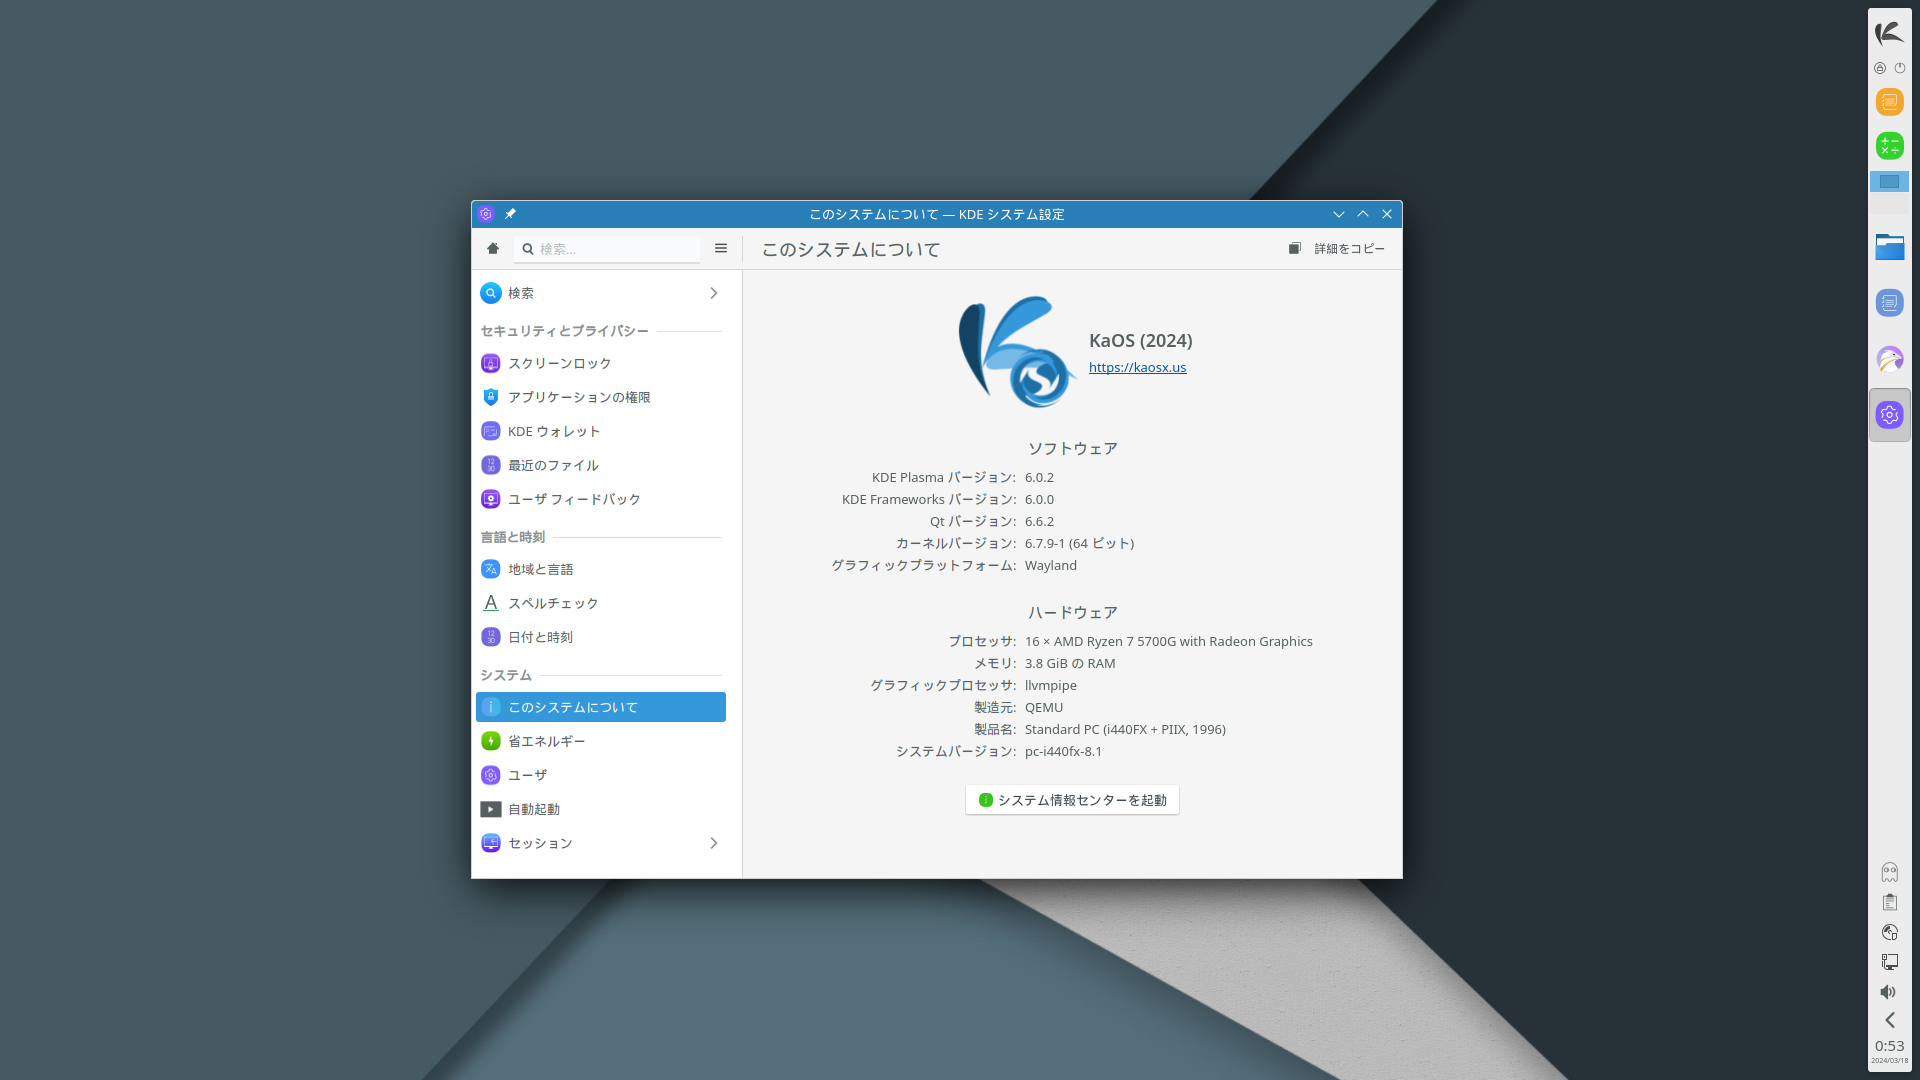 このシステムについて — KDE システム設定
検索...
このシステムについて
詳細をコピー
検索
セキュリティとプライバシー
スクリーンロック
アプリケーションの権限
KDE ウォレット
最近のファイル
ユーザ フィードバック
言語と時刻
地域と言語
スペルチェック
日付と時刻
システム
このシステムについて
省エネルギー
ユーザ
自動起動
セッション
KaOS (2024)
https://kaosx.us
ソフトウェア
KDE Plasma バージョン: 6.0.2
KDE Frameworks バージョン: 6.0.0
Qt バージョン: 6.6.2
カーネルバージョン: 6.7.9-1 (64 ビット)
グラフィックプラットフォーム: Wayland
ハードウェア
プロセッサ: 16 × AMD Ryzen 7 5700G with Radeon Graphics
メモリ: 3.8 GiB の RAM
グラフィックプロセッサ: llvmpipe
製造元: QEMU
製品名: Standard PC (i440FX + PIIX, 1996)
システムバージョン: pc-i440fx-8.1
システム情報センターを起動
0:53
2024/03/18